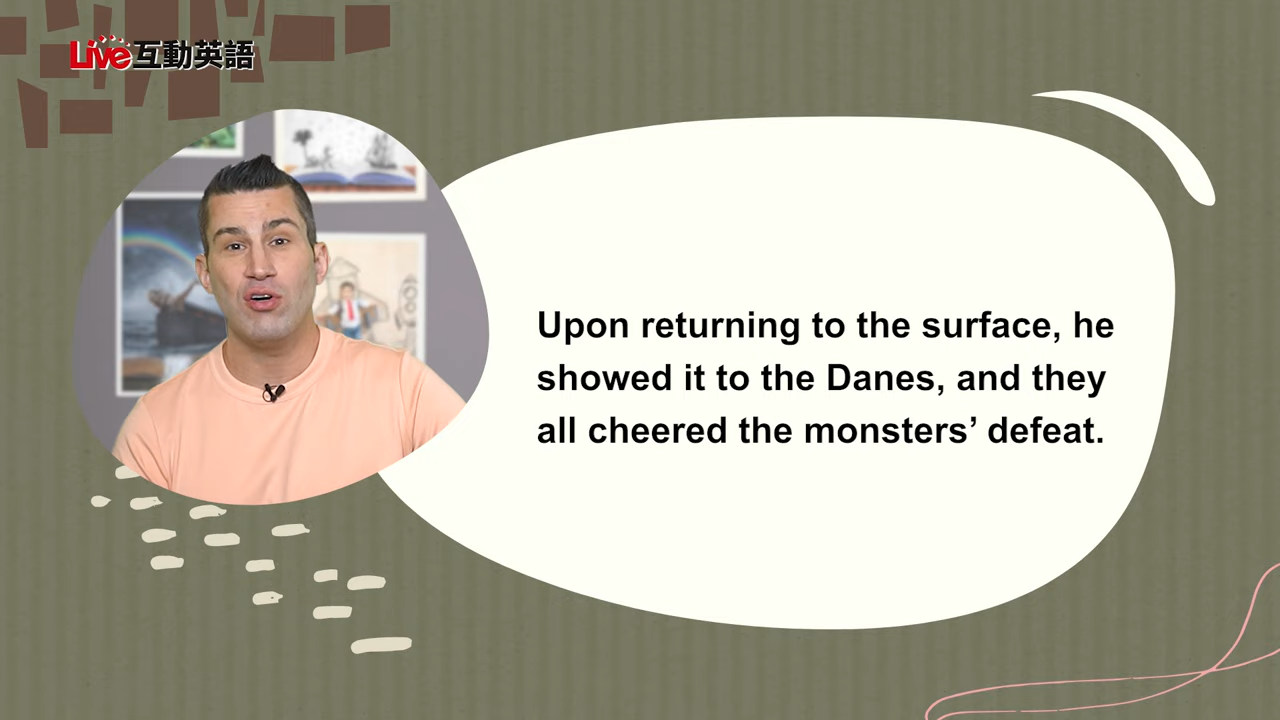 Live互動英語
Upon returning to the surface, he
showed it to the Danes, and they
all cheered the monsters’ defeat.